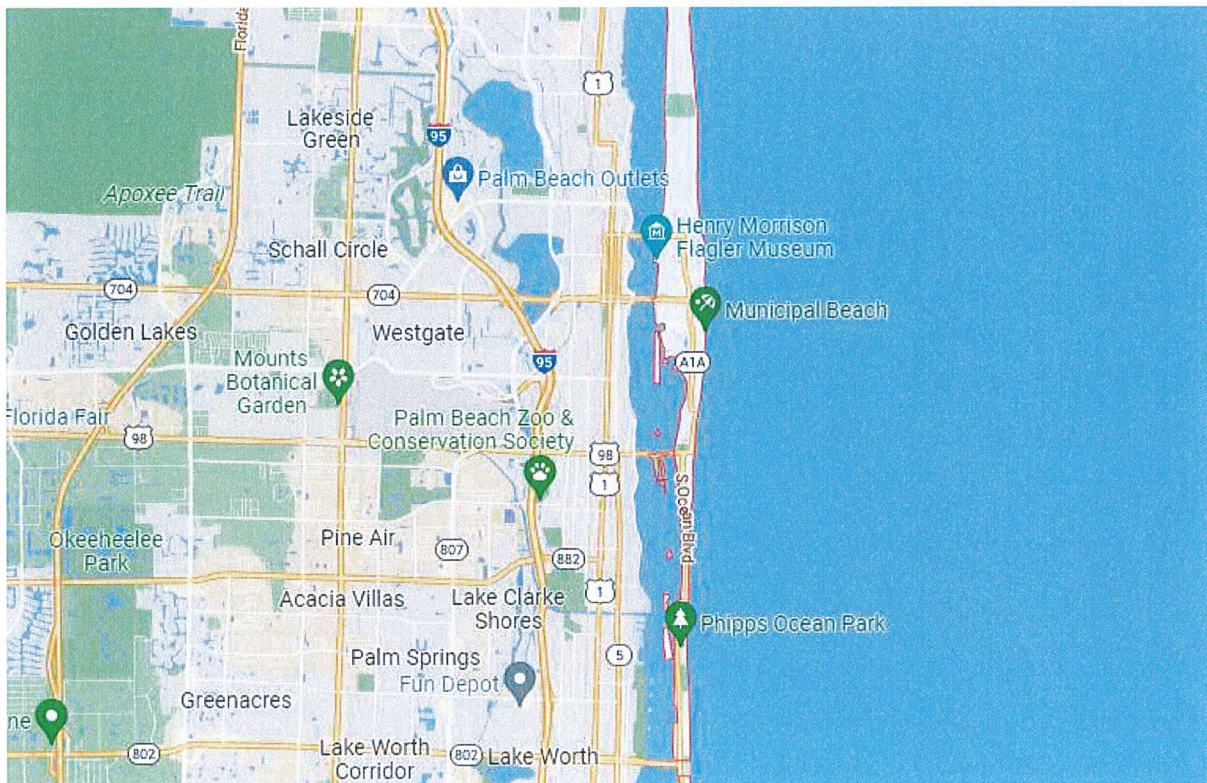 Florida
1
Lakeside
Green
95
Palm Beach Outlets
Apoxee Trail
Henry Morrison
Flagler Museum
Schall Circle
704
704
Municipal Beach
Golden Lakes
Westgate
95
A1A
Mounts
Botanical
Garden
Florida Fair
98
Palm Beach Zoo &
Conservation Society
98
1
S Ocean Blvd
Okeeheelee
Park
Pine Air
807
882
Acacia Villas
Lake Clarke
Shores
1
Phipps Ocean Park
5
Palm Springs
Fun Depot
Greenacres
ne
802
Lake Worth
Corridor
802
Lake Worth